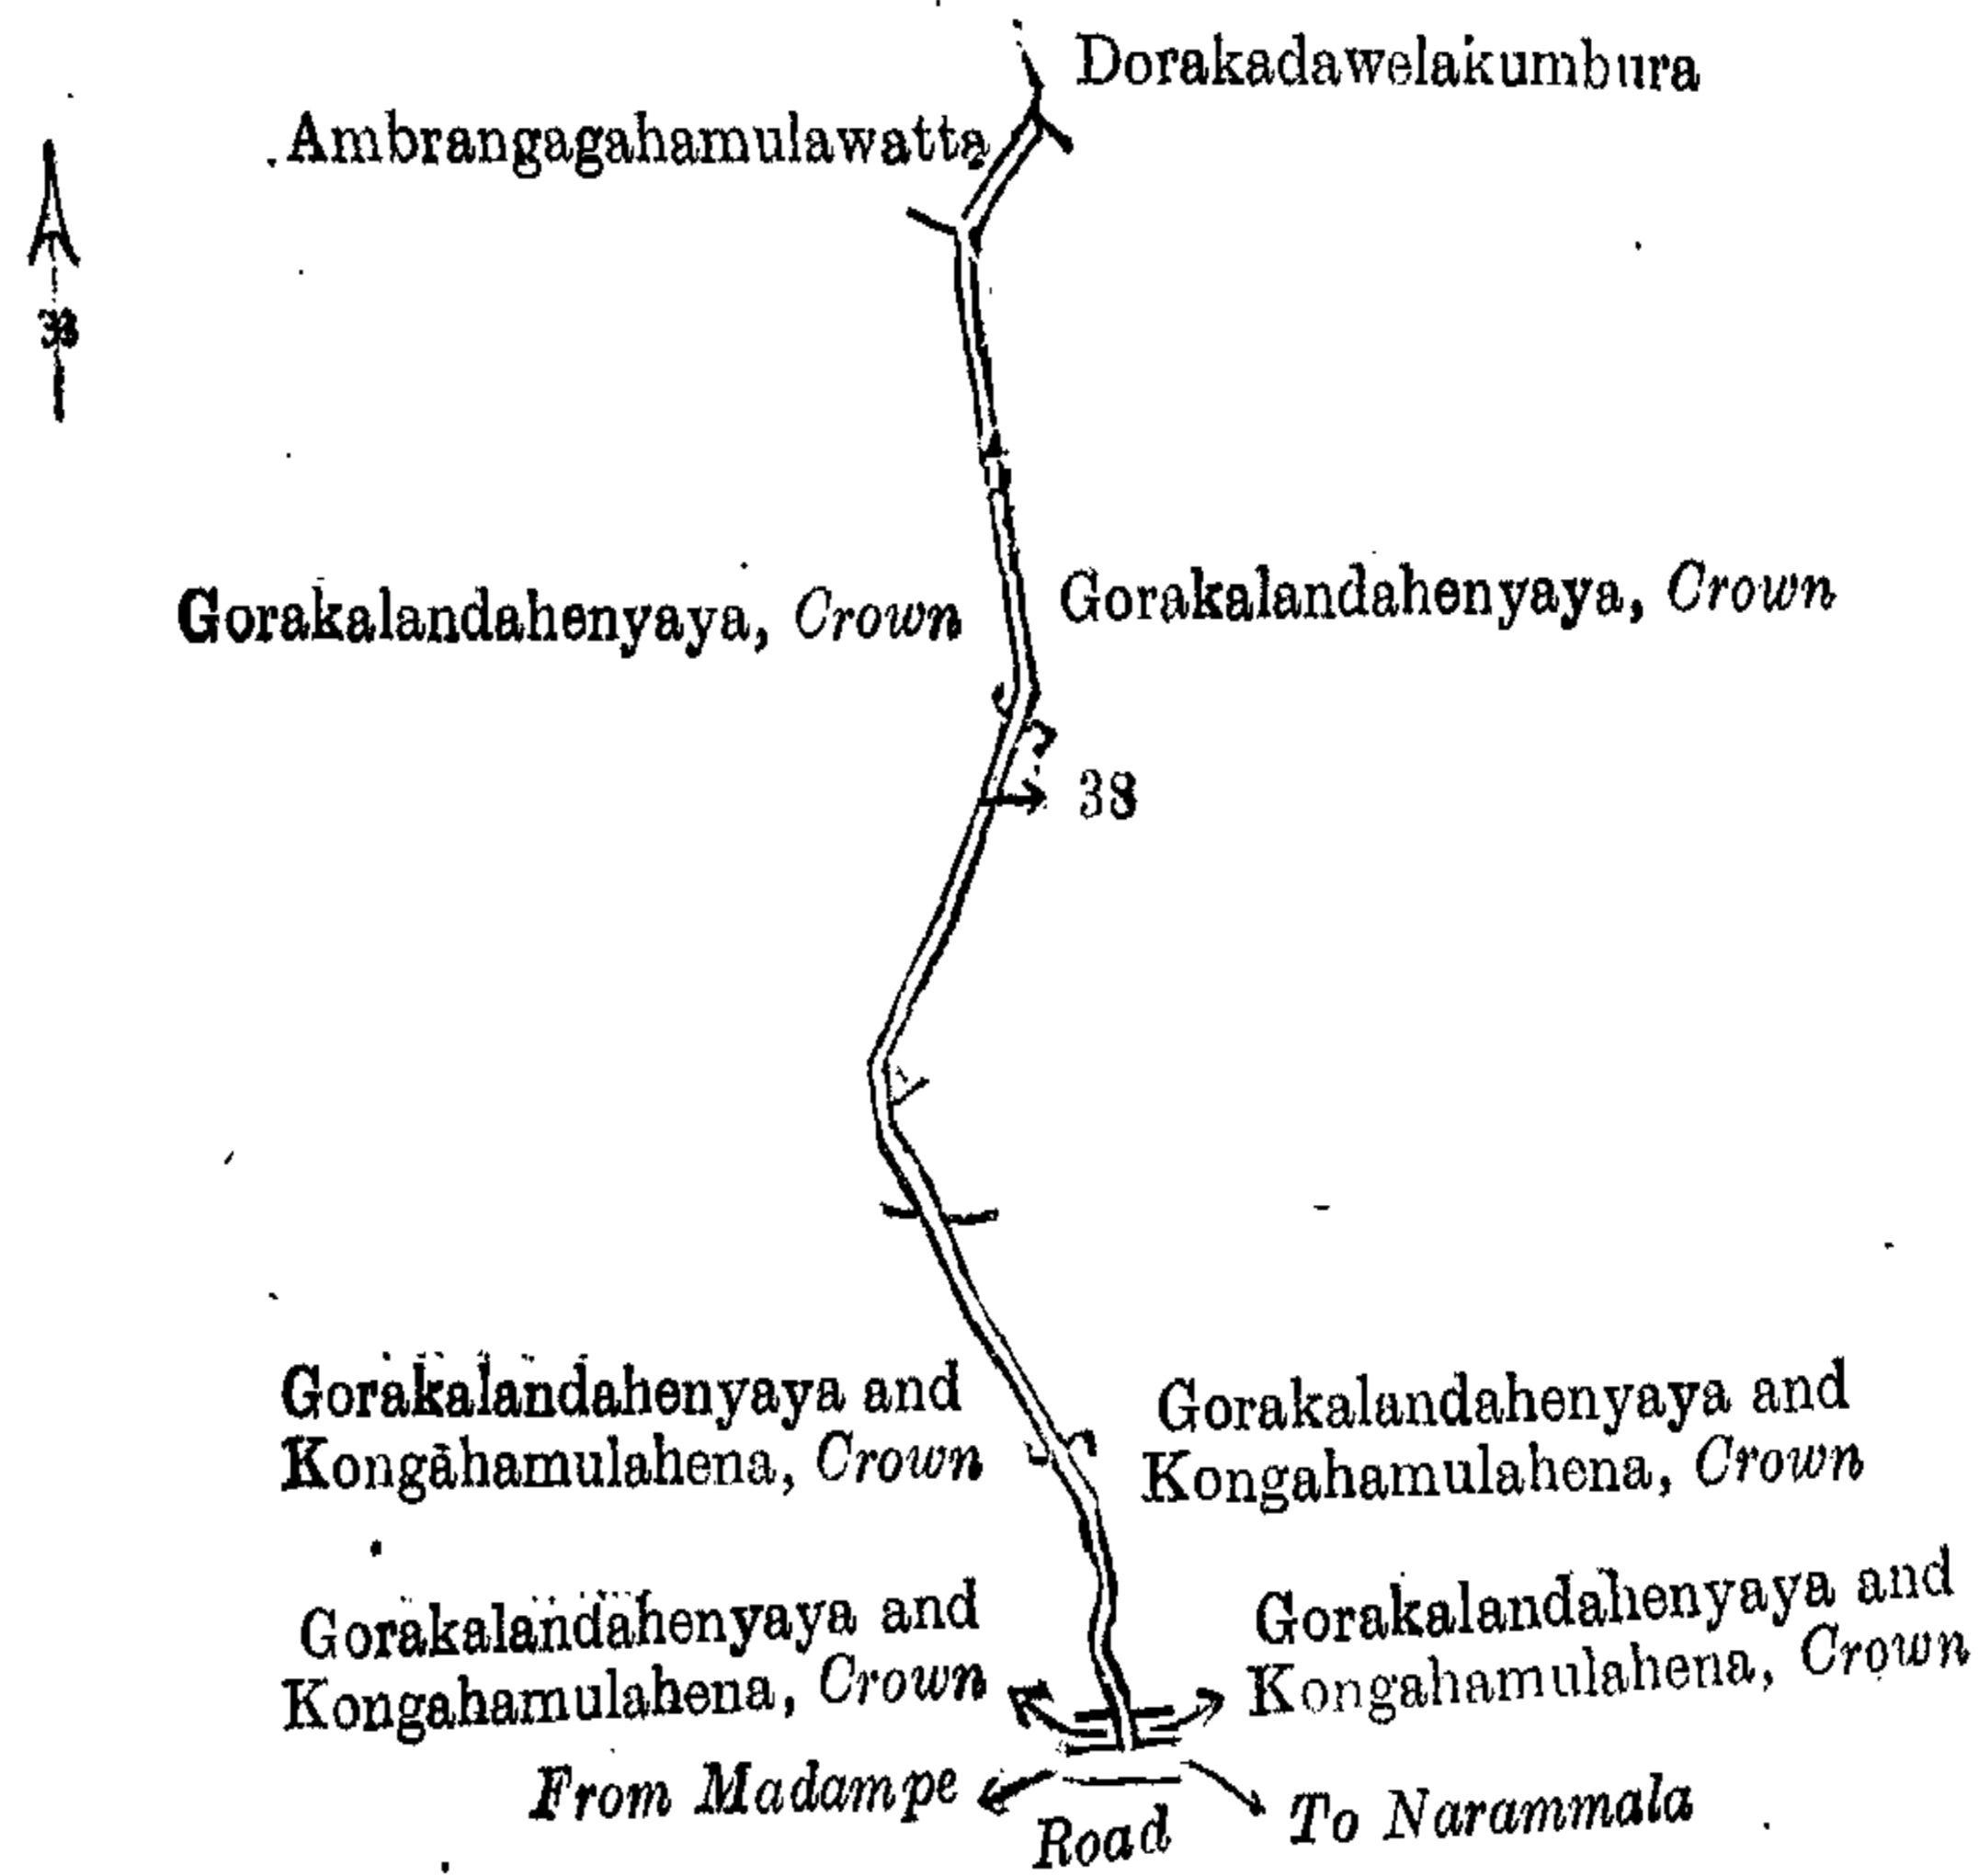 Dorakadawelakumbura
Ambrangagahamulawatta
Gorakalandahenyaya, Crown
Gorakalandahenyaya, Crown
38
Gorakalandahenyaya and
Kongahamulahena, Crown
Gorakalandahenyaya and
Kongahamulahena, Crown
Gorakalandahenyaya and
Kongahamulahena, Crown
Gorakalandahenyaya and
Kongahamulahena, Crown
From Madampe
Road
To Narammala